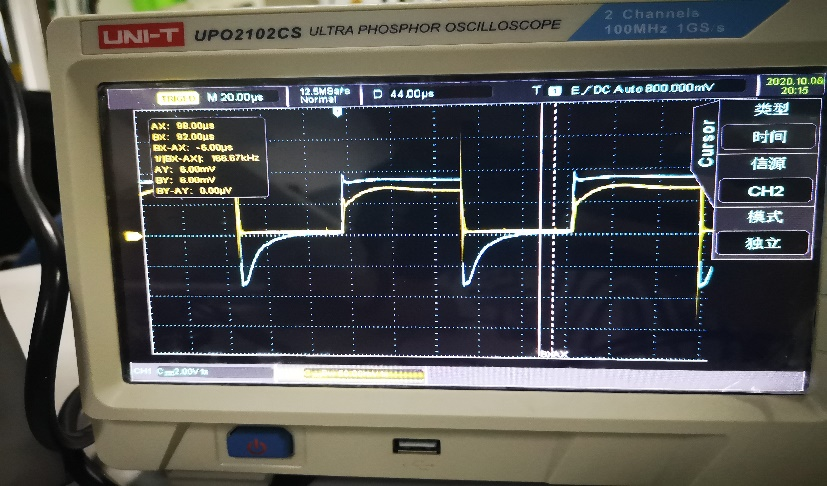 UNI-T UPO2102CS ULTRA PHOSPHOR OSCILLOSCOPE
2 Channels
100MHz 1GS/s
TRIGED M 20.00μs
12.5MSa/s
Normal
D 44.00μs
T 1 E/DC Auto 800.000mV
2020.10.08
20:15
AX: 98.00μs
BX: 92.00μs
BX-AX: -6.00μs
1/|BX-AX|: 166.67kHz
AY: 6.00mV
BY: 6.00mV
BY-AY: 0.00μV
Cursor
类型
时间
信源
CH2
模式
独立
CH1
2.00V